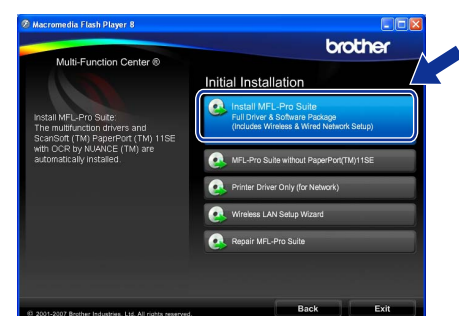 Macromedia Flash Player 8
brother
Multi-Function Center ®
Initial Installation
Install MFL-Pro Suite:
The multifunction drivers and
ScanSoft (TM) PaperPort (TM) 11SE
with OCR by NUANCE (TM) are
automatically installed.
Install MFL-Pro Suite
Full Driver & Software Package
(Includes Wireless & Wired Network Setup)
MFL-Pro Suite without PaperPort(TM)11SE
Printer Driver Only (for Network)
Wireless LAN Setup Wizard
Repair MFL-Pro Suite
© 2001-2007 Brother Industries, Ltd. All rights reserved.
Back
Exit